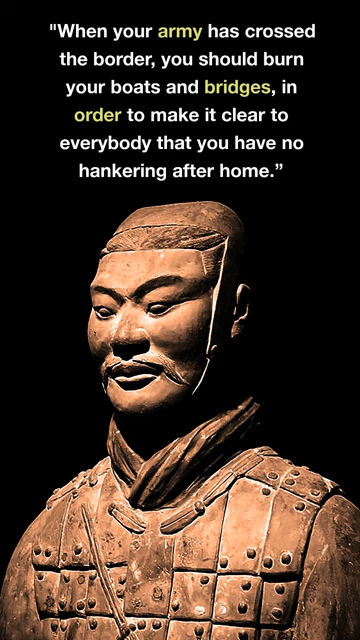 "When your army has crossed
the border, you should burn
your boats and bridges, in
order to make it clear to
everybody that you have no
hankering after home.”